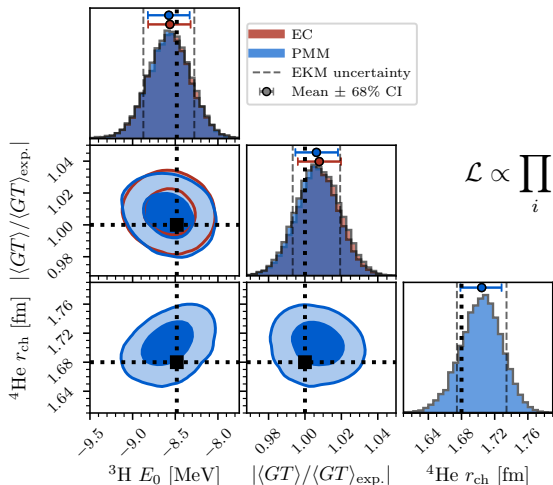 EC
PMM
EKM uncertainty
Mean ± 68% CI
|⟨GT⟩/⟨GT⟩exp.|
1.04
1.02
1.00
0.98
ℒ ∝ ∏
i
⁴He rch [fm]
1.76
1.72
1.68
1.64
−9.5
−9.0
−8.5
−8.0
³H E₀ [MeV]
0.98
1.00
1.02
1.04
|⟨GT⟩/⟨GT⟩exp.|
1.64
1.68
1.72
1.76
⁴He rch [fm]